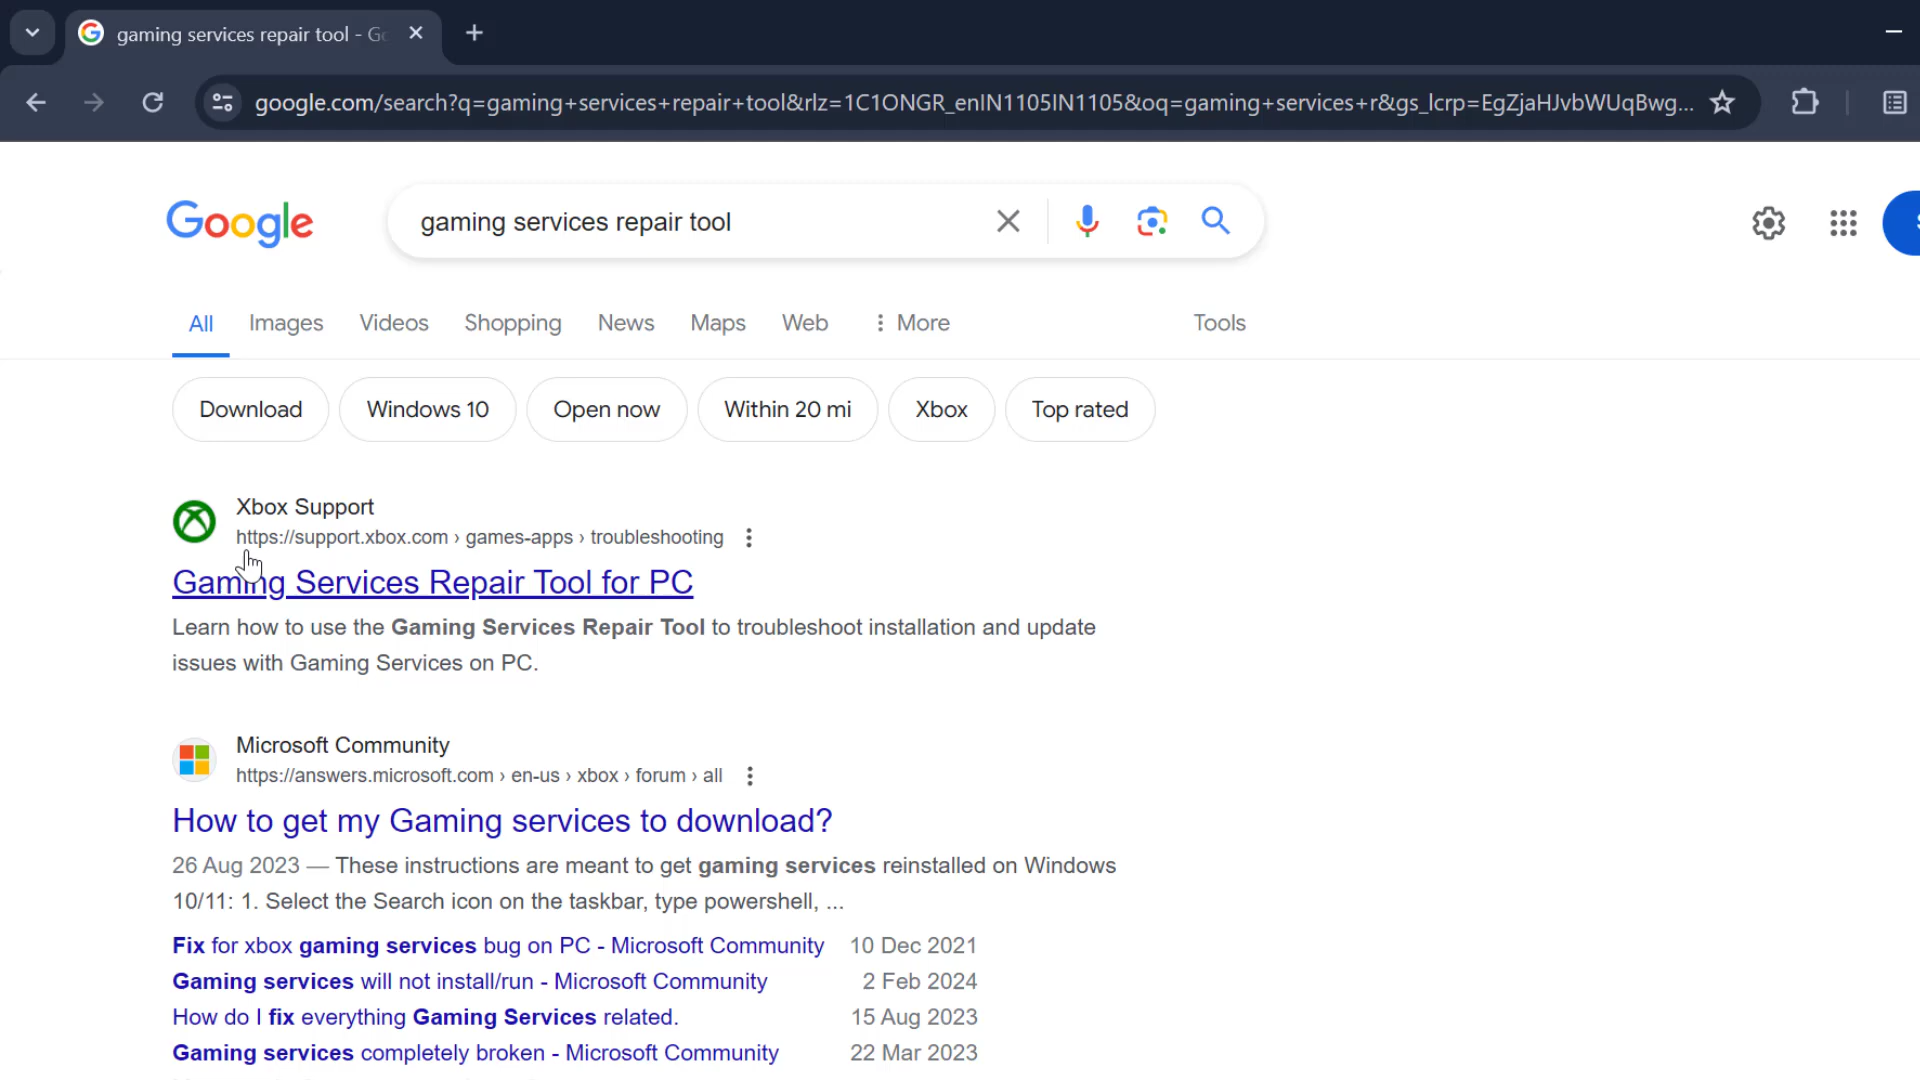 gaming services repair tool - Go
google.com/search?q=gaming+services+repair+tool&rlz=1C1ONGR_enIN1105IN1105&oq=gaming+services+r&gs_lcrp=EgZjaHJvbWUqBwg...
Google
gaming services repair tool
All
Images
Videos
Shopping
News
Maps
Web
More
Tools
Download
Windows 10
Open now
Within 20 mi
Xbox
Top rated
Xbox Support
https://support.xbox.com › games-apps › troubleshooting
Gaming Services Repair Tool for PC
Learn how to use the Gaming Services Repair Tool to troubleshoot installation and update
issues with Gaming Services on PC.
Microsoft Community
https://answers.microsoft.com › en-us › xbox › forum › all
How to get my Gaming services to download?
26 Aug 2023 — These instructions are meant to get gaming services reinstalled on Windows
10/11: 1. Select the Search icon on the taskbar, type powershell, ...
Fix for xbox gaming services bug on PC - Microsoft Community 10 Dec 2021
Gaming services will not install/run - Microsoft Community 2 Feb 2024
How do I fix everything Gaming Services related. 15 Aug 2023
Gaming services completely broken - Microsoft Community 22 Mar 2023